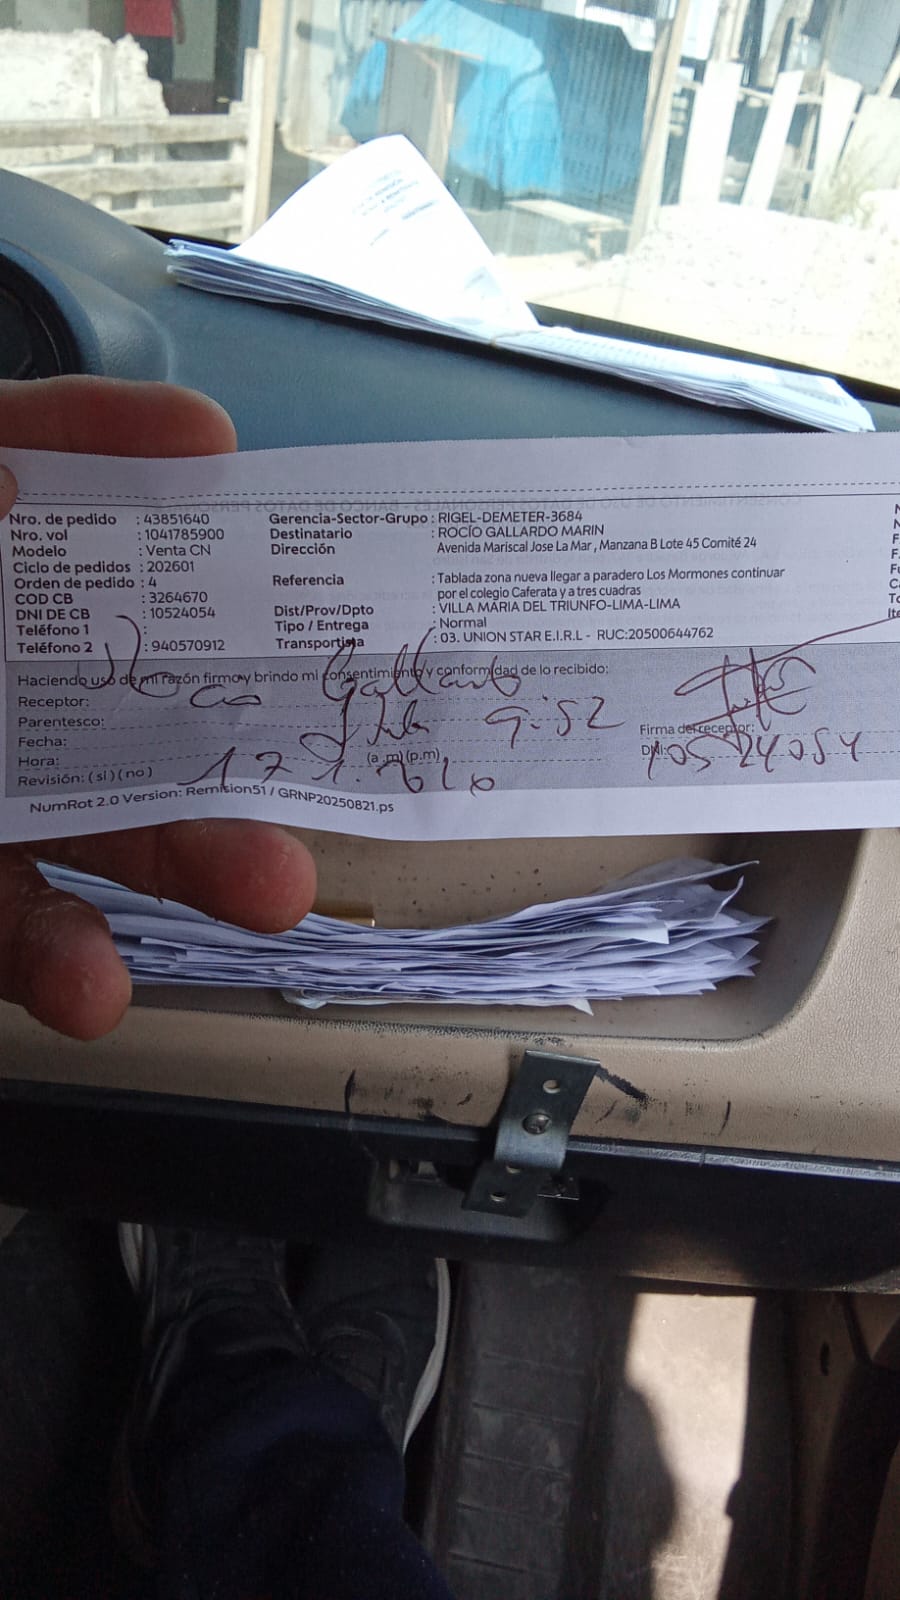 Nro. de pedido : 43851640 Gerencia-Sector-Grupo : RIGEL-DEMETER-3684
Nro. vol : 1041785900 Destinatario : ROCÍO GALLARDO MARIN
Modelo : Venta CN Dirección Avenida Mariscal Jose La Mar , Manzana B Lote 45 Comité 24
Ciclo de pedidos : 202601
Orden de pedido : 4 Referencia : Tablada zona nueva llegar a paradero Los Mormones continuar
COD CB : 3264670 por el colegio Caferata y a tres cuadras
DNI DE CB : 10524054 Dist/Prov/Dpto : VILLA MARIA DEL TRIUNFO-LIMA-LIMA
Teléfono 1 : Tipo / Entrega : Normal
Teléfono 2 : 940570912 Transportista : 03. UNION STAR E.I.R.L - RUC:20500644762
Haciendo uso de mi razón firmo y brindo mi consentimiento y conformidad de lo recibido:
Receptor: Gallardo
Parentesco: 9:52 Firma del receptor:
Fecha: DNI: 10524054
Hora: (a.m) (p.m)
Revisión: ( si ) ( no ) 17 1
NumRot 2.0 Version: Remision51 / GRNP20250821.ps